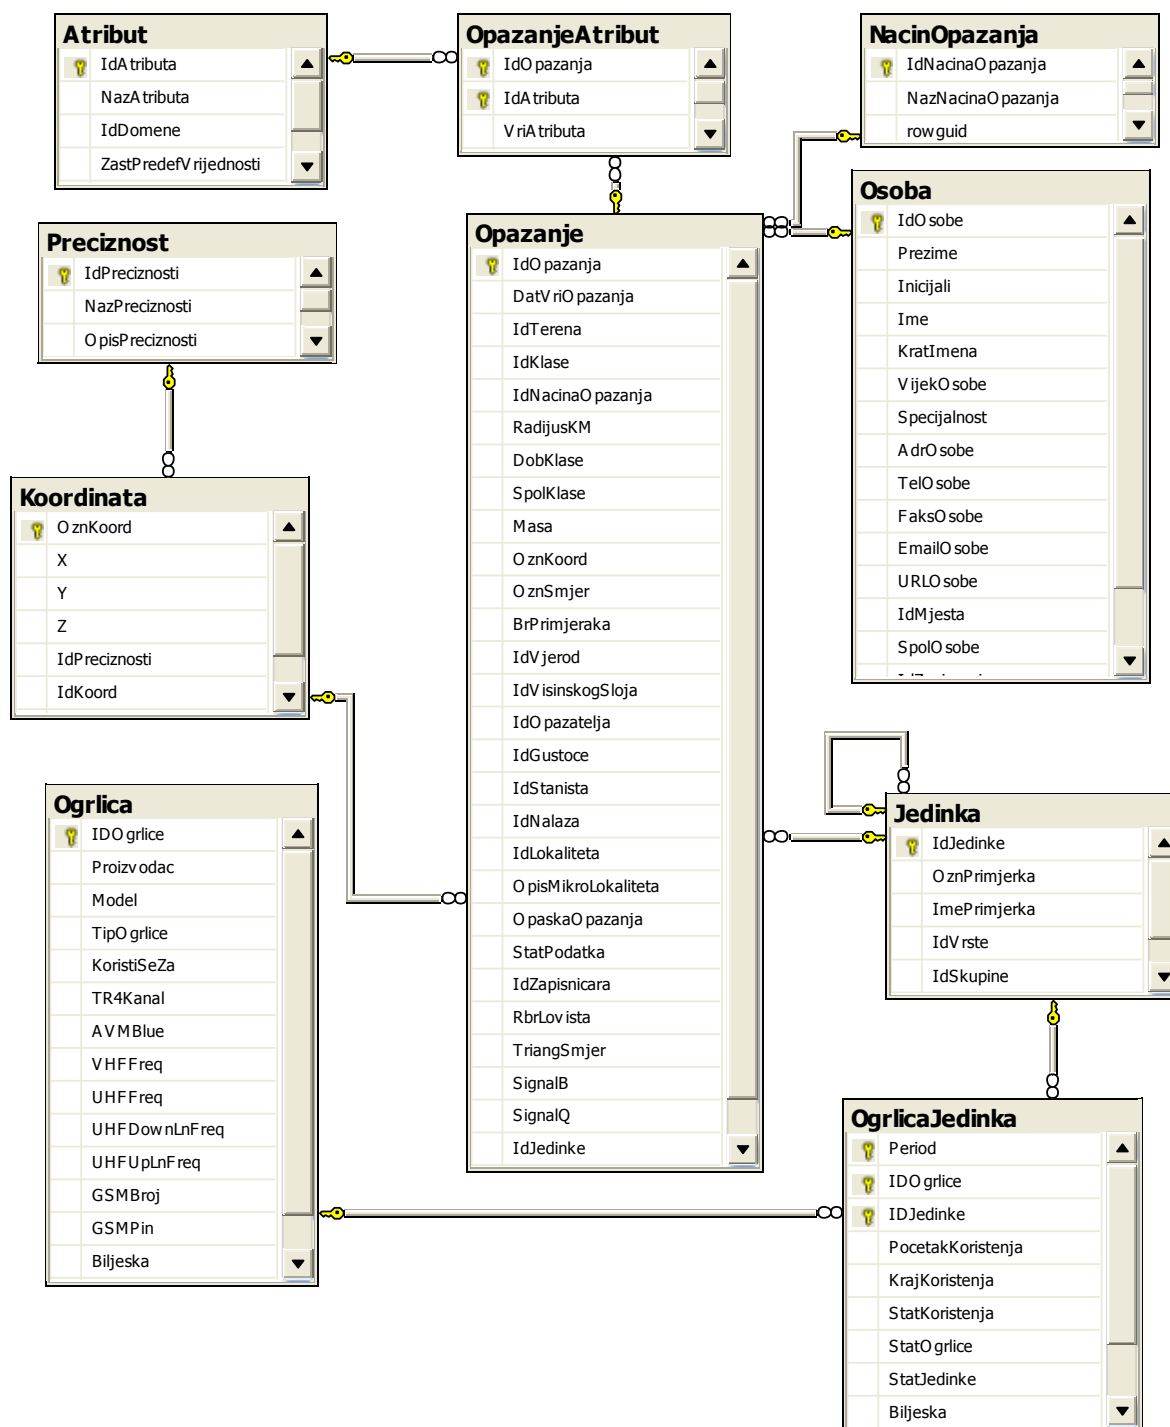 Atribut
IdAtributa
NazAtributa
IdDomene
ZastPredefVrijednosti
OpazanjeAtribut
IdOpazanja
IdAtributa
VriAtributa
NacinOpazanja
IdNacinaOpazanja
NazNacinaOpazanja
rowguid
Osoba
IdOsobe
Prezime
Inicijali
Ime
KratImena
VijekOsobe
Specijalnost
AdrOsobe
TelOsobe
FaksOsobe
EmailOsobe
URLOsobe
IdMjesta
SpolOsobe
Preciznost
IdPreciznosti
NazPreciznosti
OpisPreciznosti
Opazanje
IdOpazanja
DatVriOpazanja
IdTerena
IdKlase
IdNacinaOpazanja
RadijusKM
DobKlase
SpolKlase
Masa
OznKoord
OznSmjer
BrPrimjeraka
IdVjerod
IdVisinskogSloja
IdOpazatelja
IdGustoce
IdStanista
IdNalaza
IdLokaliteta
OpisMikroLokaliteta
OpaskaOpazanja
StatPodatka
IdZapisnicara
RbrLovista
TriangSmjer
SignalB
SignalQ
IdJedinke
Koordinata
OznKoord
X
Y
Z
IdPreciznosti
IdKoord
Ogrlica
IDOgrlice
Proizvodac
Model
TipOgrlice
KoristiSeZa
TR4Kanal
AVMBlue
VHFFreq
UHFFreq
UHFDownLnFreq
UHFUpLnFreq
GSMBroj
GSMPin
Biljeska
Jedinka
IdJedinke
OznPrimjerka
ImePrimjerka
IdVrste
IdSkupine
OgrlicaJedinka
Period
IDOgrlice
IDJedinke
PocetakKoristenja
KrajKoristenja
StatKoristenja
StatOgrlice
StatJedinke
Biljeska